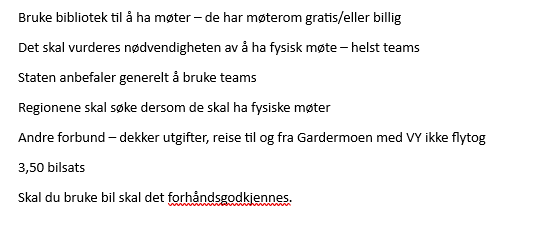 Bruke bibliotek til å ha møter – de har møterom gratis/eller billig
Det skal vurderes nødvendigheten av å ha fysisk møte – helst teams
Staten anbefaler generelt å bruke teams
Regionene skal søke dersom de skal ha fysiske møter
Andre forbund – dekker utgifter, reise til og fra Gardermoen med VY ikke flytog
3,50 bilsats
Skal du bruke bil skal det forhåndsgodkjennes.